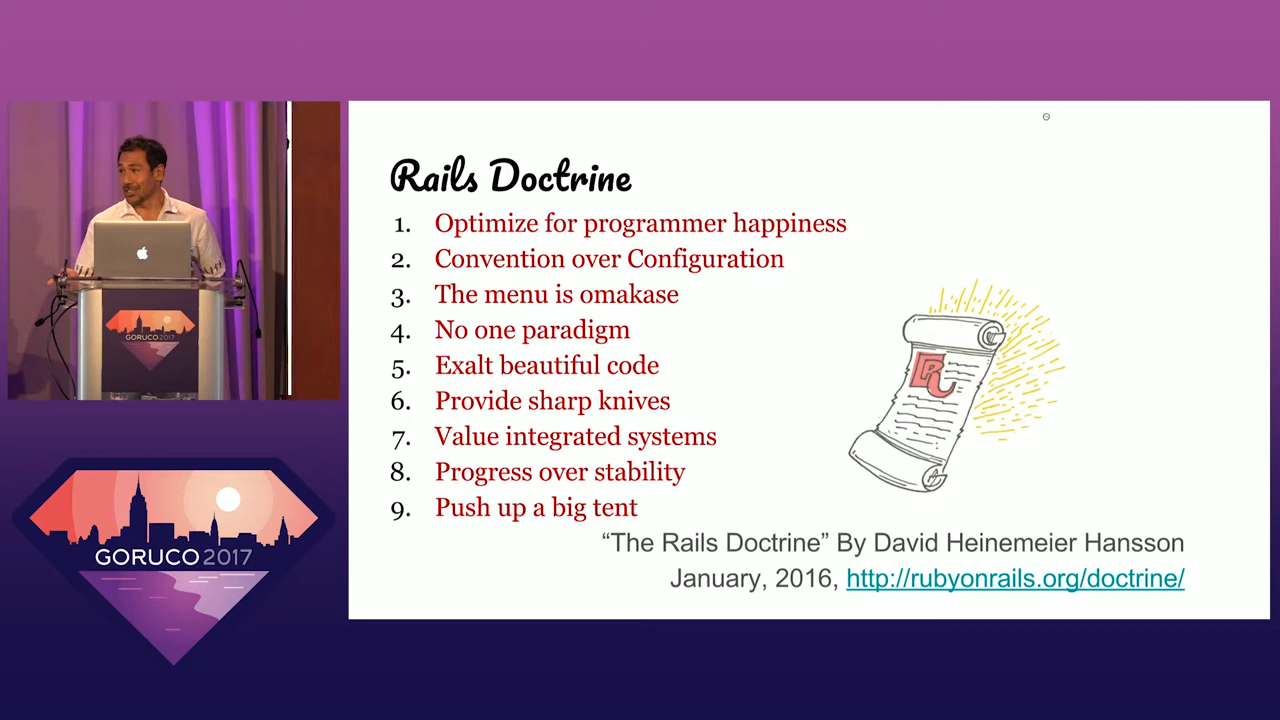 Rails Doctrine
1. Optimize for programmer happiness
2. Convention over Configuration
3. The menu is omakase
4. No one paradigm
5. Exalt beautiful code
6. Provide sharp knives
7. Value integrated systems
8. Progress over stability
9. Push up a big tent
“The Rails Doctrine” By David Heinemeier Hansson
January, 2016, http://rubyonrails.org/doctrine/
GORUCO 2017
GORUCO 2017